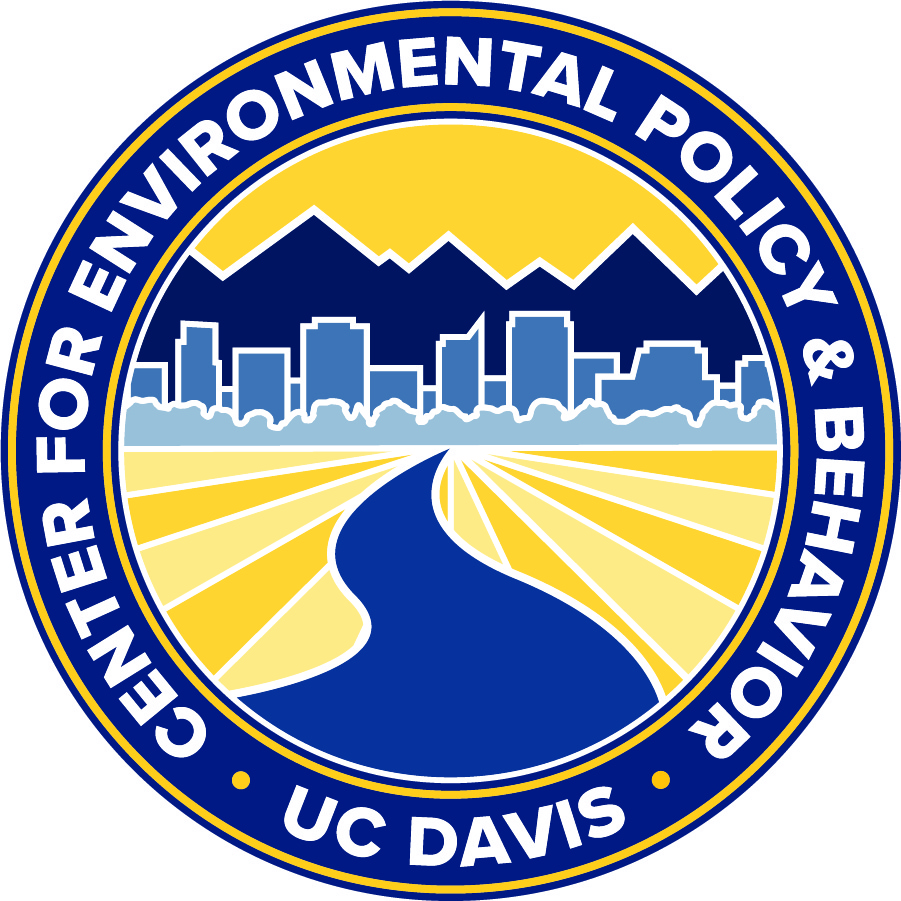 CENTER FOR ENVIRONMENTAL POLICY & BEHAVIOR
UC DAVIS